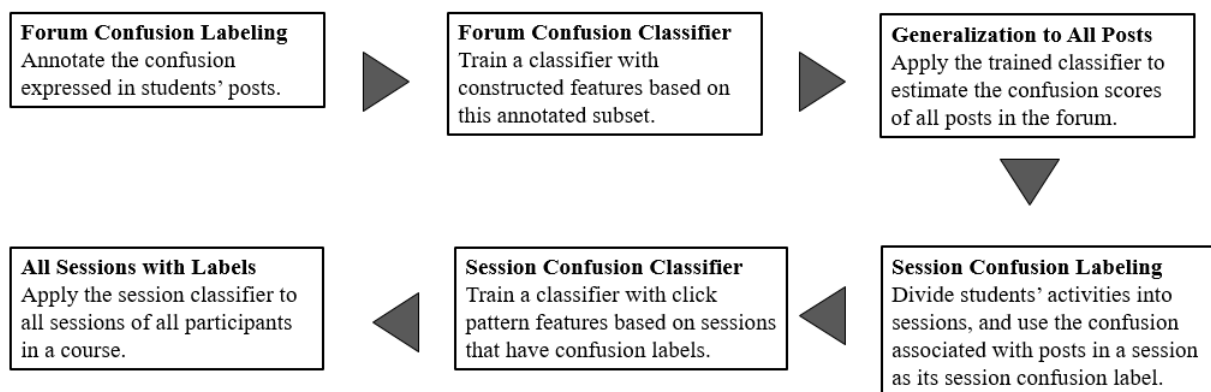 Forum Confusion Labeling
Annotate the confusion
expressed in students’ posts.
Forum Confusion Classifier
Train a classifier with
constructed features based on
this annotated subset.
Generalization to All Posts
Apply the trained classifier to
estimate the confusion scores
of all posts in the forum.
Session Confusion Labeling
Divide students’ activities into
sessions, and use the confusion
associated with posts in a session
as its session confusion label.
Session Confusion Classifier
Train a classifier with click
pattern features based on sessions
that have confusion labels.
All Sessions with Labels
Apply the session classifier to
all sessions of all participants
in a course.